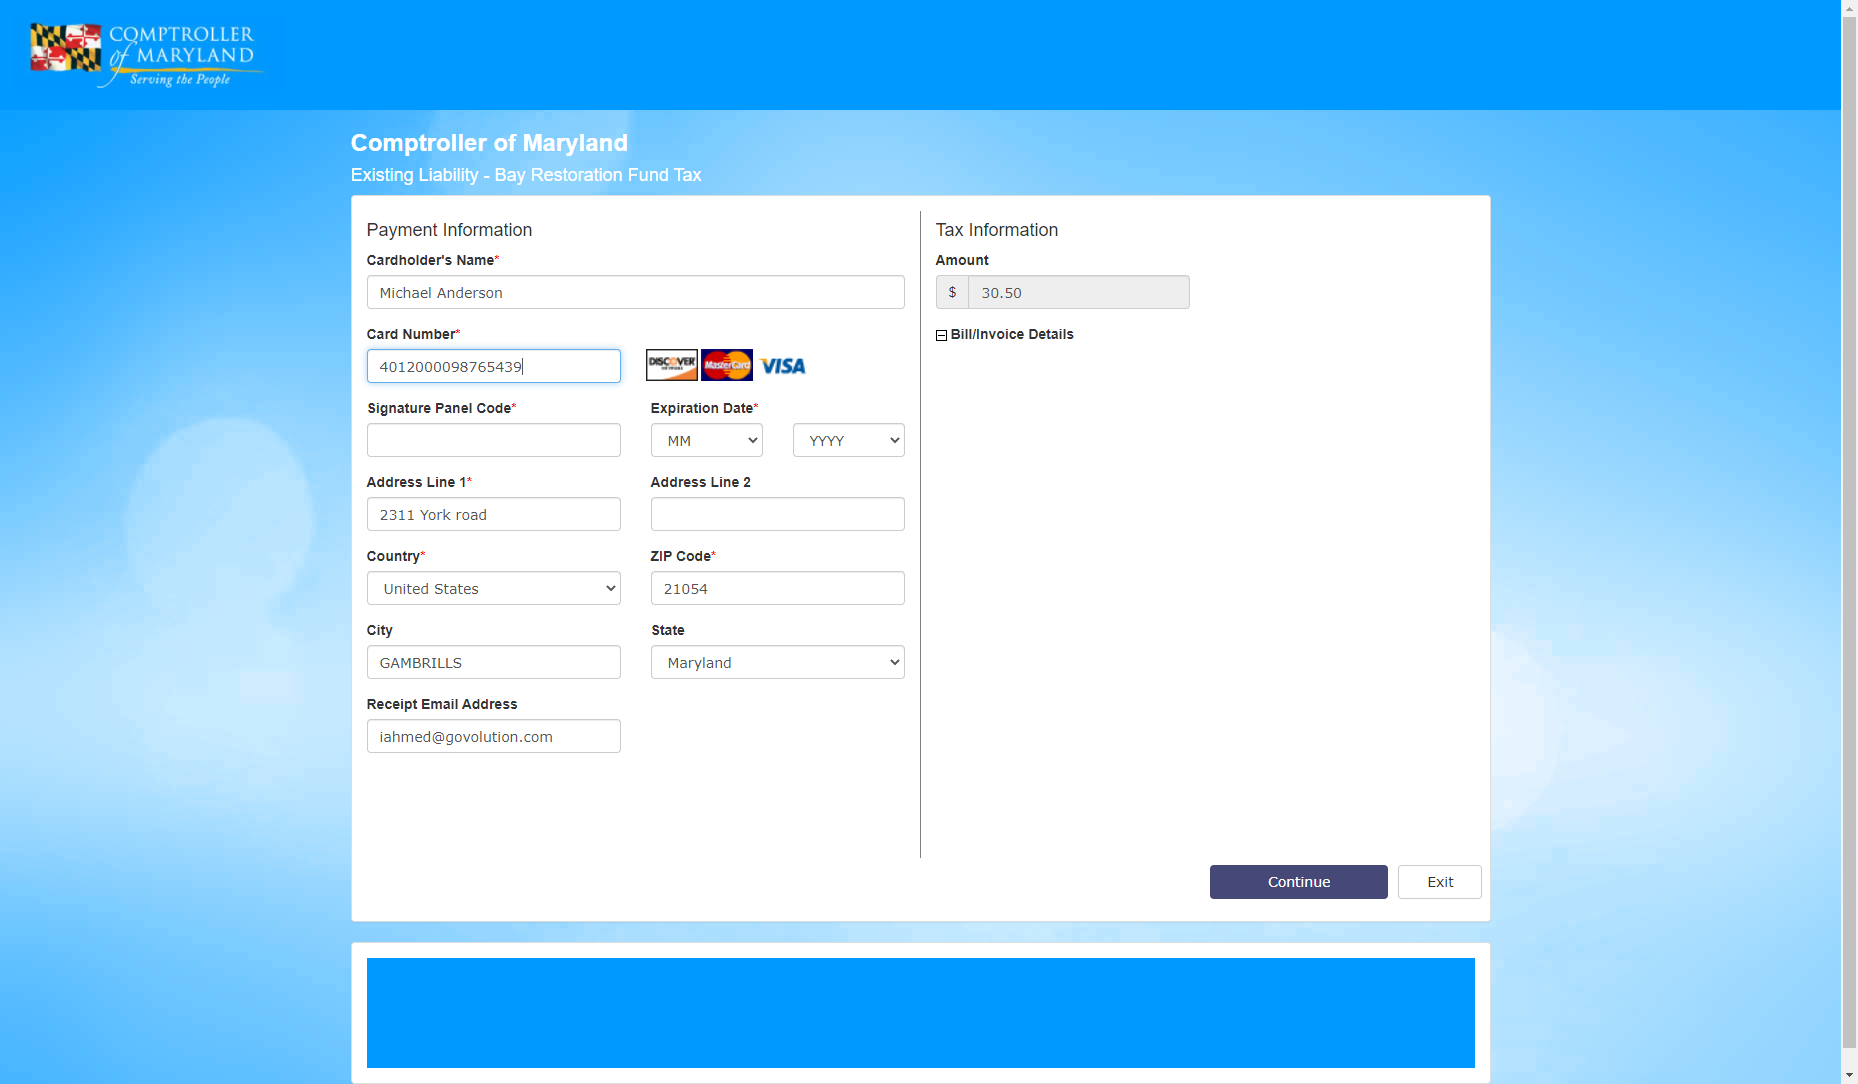 COMPTROLLER
of MARYLAND
Serving the People
Comptroller of Maryland
Existing Liability - Bay Restoration Fund Tax
Payment Information
Cardholder's Name*
Michael Anderson
Card Number*
4012000098765439
DISCOVER
MasterCard
VISA
Signature Panel Code*
Expiration Date*
MM
YYYY
Address Line 1*
Address Line 2
2311 York road
Country*
ZIP Code*
United States
21054
City
State
GAMBRILLS
Maryland
Receipt Email Address
iahmed@govolution.com
Tax Information
Amount
$ 30.50
Bill/Invoice Details
Continue
Exit